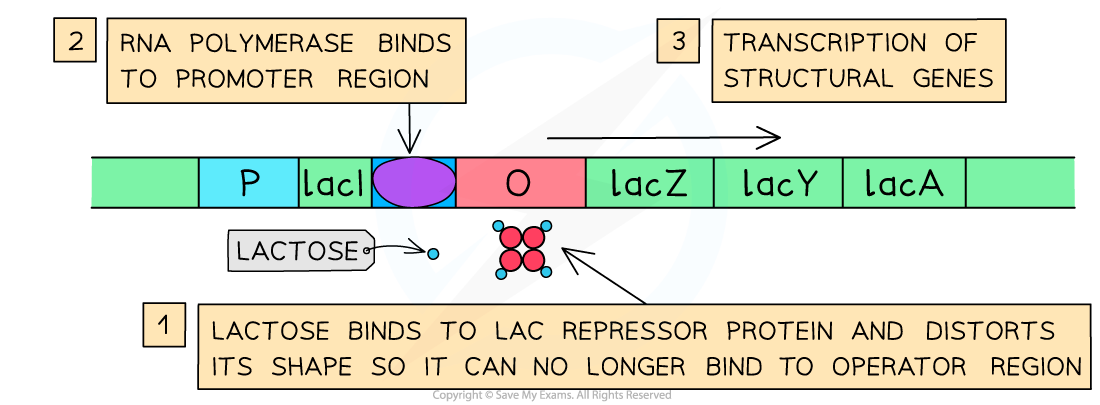 2
RNA POLYMERASE BINDS
TO PROMOTER REGION
3
TRANSCRIPTION OF
STRUCTURAL GENES
P
lacI
O
lacZ
lacY
lacA
LACTOSE
1
LACTOSE BINDS TO LAC REPRESSOR PROTEIN AND DISTORTS
ITS SHAPE SO IT CAN NO LONGER BIND TO OPERATOR REGION
Copyright © Save My Exams. All Rights Reserved